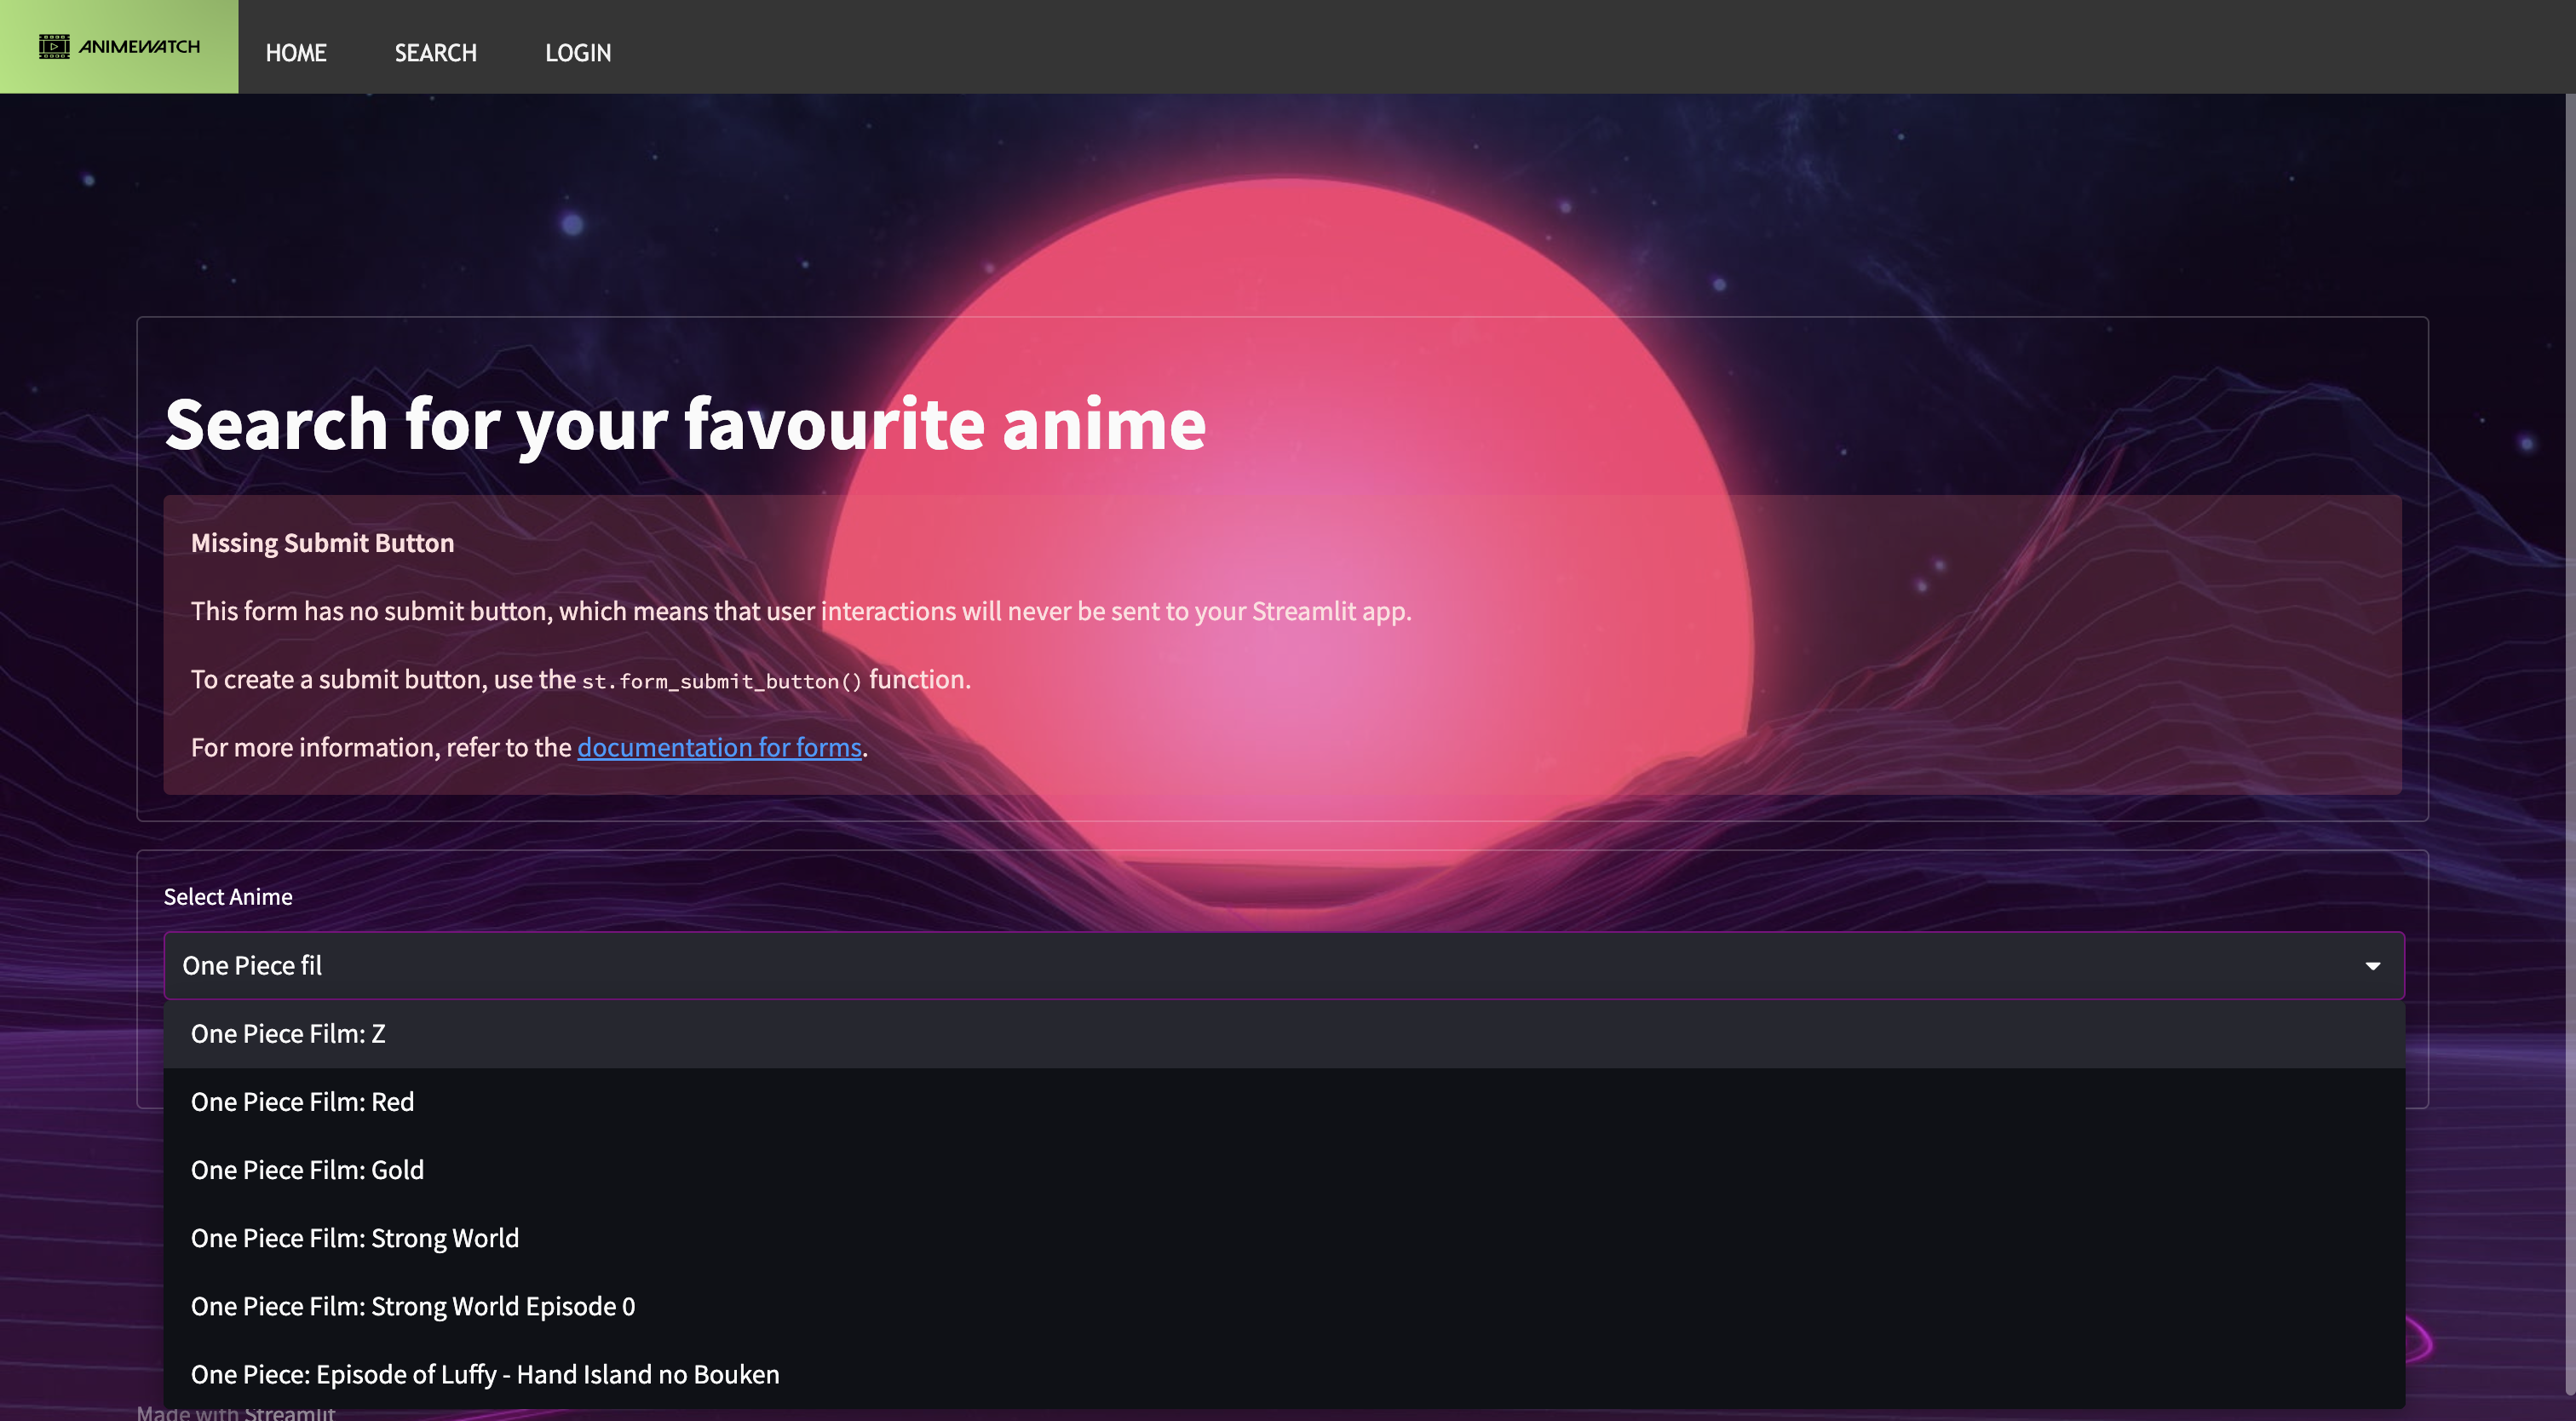 ANIMEWATCH HOME SEARCH LOGIN
Search for your favourite anime
Missing Submit Button
This form has no submit button, which means that user interactions will never be sent to your Streamlit app.
To create a submit button, use the st.form_submit_button() function.
For more information, refer to the documentation for forms.
Select Anime
One Piece fil
One Piece Film: Z
One Piece Film: Red
One Piece Film: Gold
One Piece Film: Strong World
One Piece Film: Strong World Episode 0
One Piece: Episode of Luffy - Hand Island no Bouken
Made with Streamlit